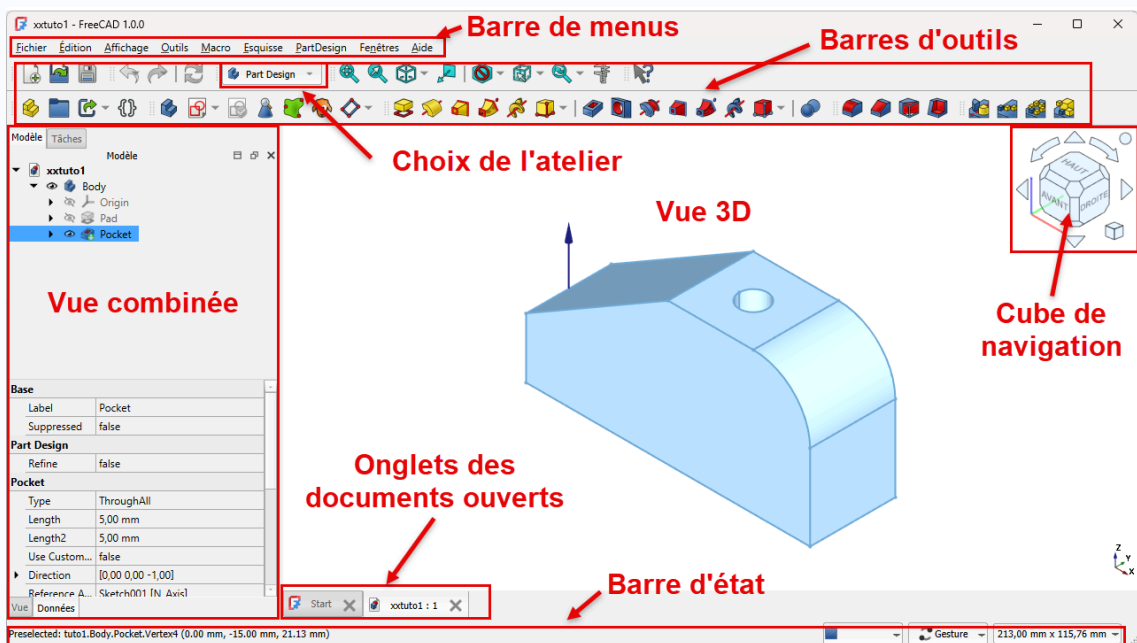 xxtuto1 - FreeCAD 1.0.0
Barre de menus
Fichier Édition Affichage Outils Macro Esquisse PartDesign Fenêtres Aide
Barres d'outils
Part Design
Choix de l'atelier
Modèle Tâches
Modèle
xxtuto1
Body
Origin
Pad
Pocket
HAUT
AVANT
DROITE
Vue 3D
Vue combinée
Cube de
navigation
Base
Label Pocket
Suppressed false
Part Design
Refine false
Pocket
Type ThroughAll
Length 5,00 mm
Length2 5,00 mm
Use Custom... false
Direction [0,00 0,00 -1,00]
Reference A... Sketch001 [N_Axis]
Vue Données
Onglets des
documents ouverts
Start
xxtuto1 : 1
Z
Y
X
Barre d'état
Preselected: tuto1.Body.Pocket.Vertex4 (0.00 mm, -15.00 mm, 21.13 mm)
Gesture
213,00 mm x 115,76 mm